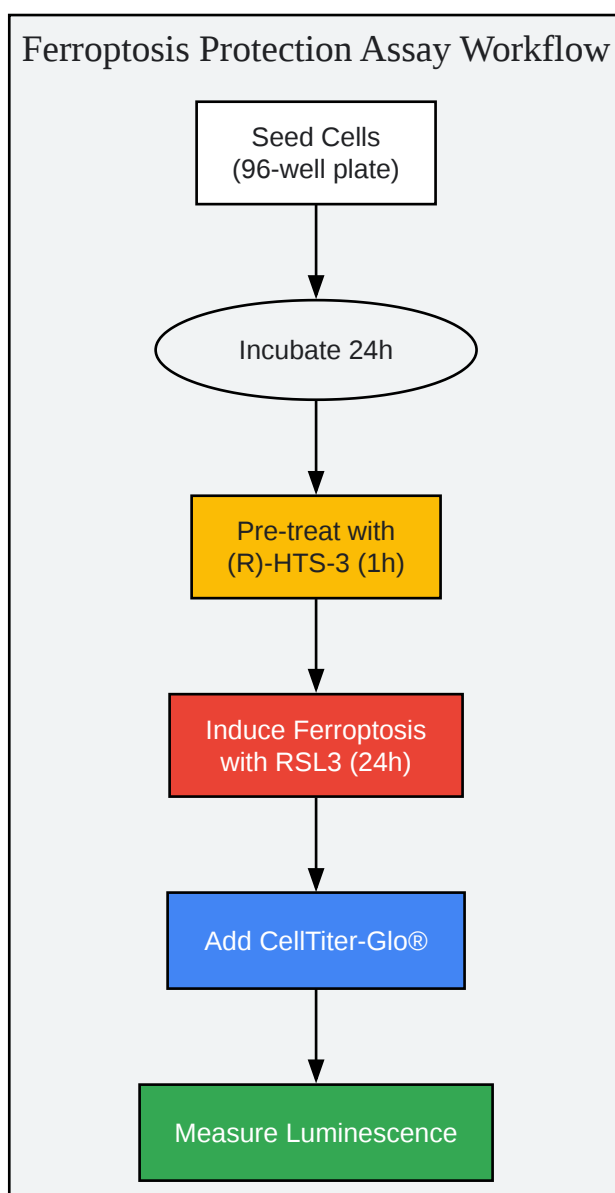 Ferroptosis Protection Assay Workflow
Seed Cells
(96-well plate)
Incubate 24h
Pre-treat with
(R)-HTS-3 (1h)
Induce Ferroptosis
with RSL3 (24h)
Add CellTiter-Glo®
Measure Luminescence